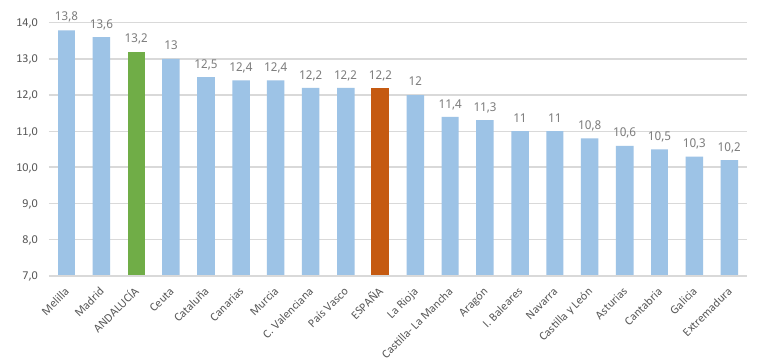 14,0
13,0
12,0
11,0
10,0
9,0
8,0
7,0
13,8
13,6
13,2
13
12,5
12,4
12,4
12,2
12,2
12,2
12
11,4
11,3
11
11
10,8
10,6
10,5
10,3
10,2
Melilla
Madrid
ANDALUCÍA
Ceuta
Cataluña
Canarias
Murcia
C. Valenciana
País Vasco
ESPAÑA
La Rioja
Castilla- La Mancha
Aragón
I. Baleares
Navarra
Castilla y León
Asturias
Cantabria
Galicia
Extremadura